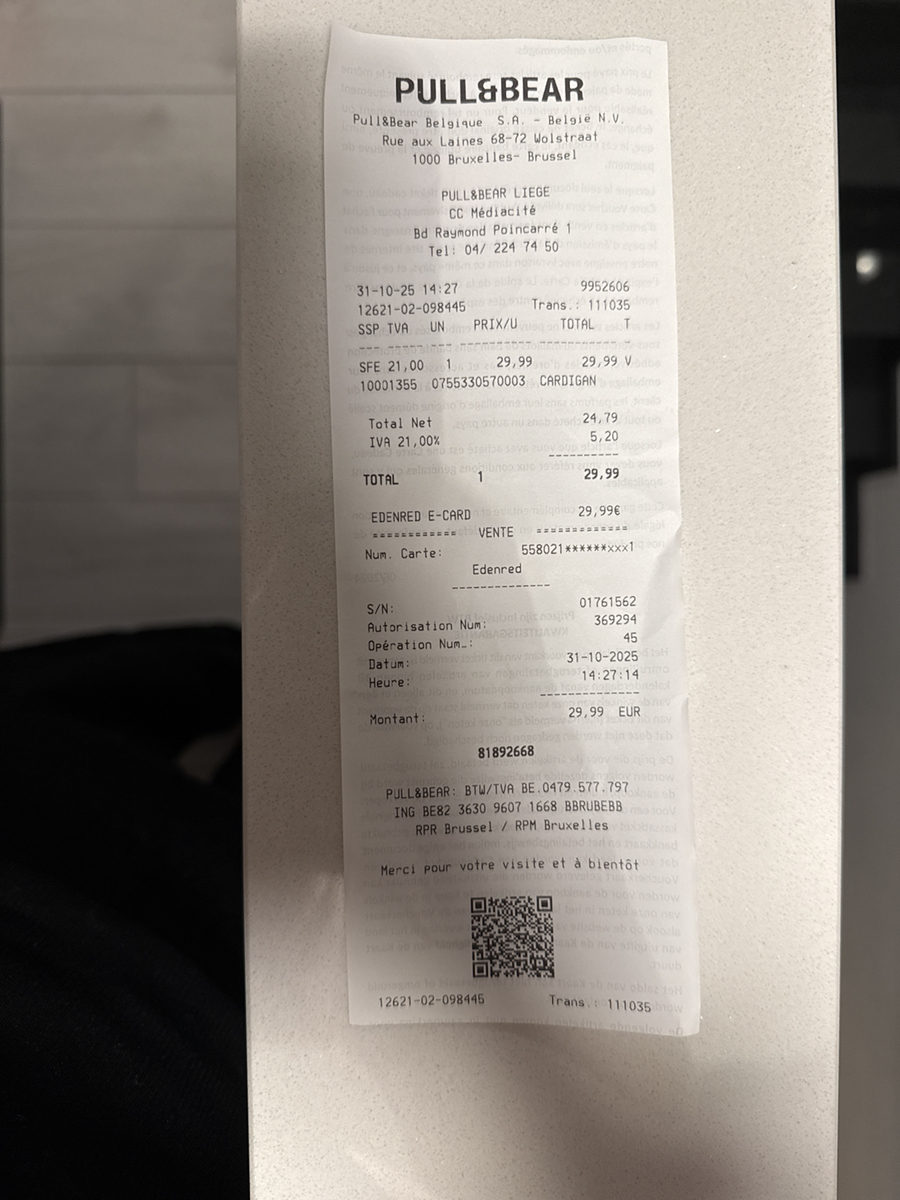 PULL&BEAR
Pull&Bear Belgique S.A. - België N.V.
Rue aux Laines 68-72 Wolstraat
1000 Bruxelles- Brussel
PULL&BEAR LIEGE
CC Médiacité
Bd Raymond Poincarré 1
Tel: 04/ 224 74 50
31-10-25 14:27 9952606
12621-02-098445 Trans.: 111035
SSP TVA UN PRIX/U TOTAL T
--- ----- --- -------- ------------- -
SFE 21,00 1 29,99 29,99 V
10001355 0755330570003 CARDIGAN
Total Net 24,79
IVA 21,00% 5,20
----------
TOTAL 1 29,99
EDENRED E-CARD 29,99€
============ VENTE =============
Num. Carte: 558021******xxx1
Edenred
--------------
S/N: 01761562
Autorisation Num: 369294
Opération Num.: 45
Datum: 31-10-2025
Heure: 14:27:14
--------------
Montant: 29,99 EUR
81892668
PULL&BEAR: BTW/TVA BE.0479.577.797
ING BE82 3630 9607 1668 BBRUBEBB
RPR Brussel / RPM Bruxelles
Merci pour votre visite et à bientôt
12621-02-098445 Trans.: 111035